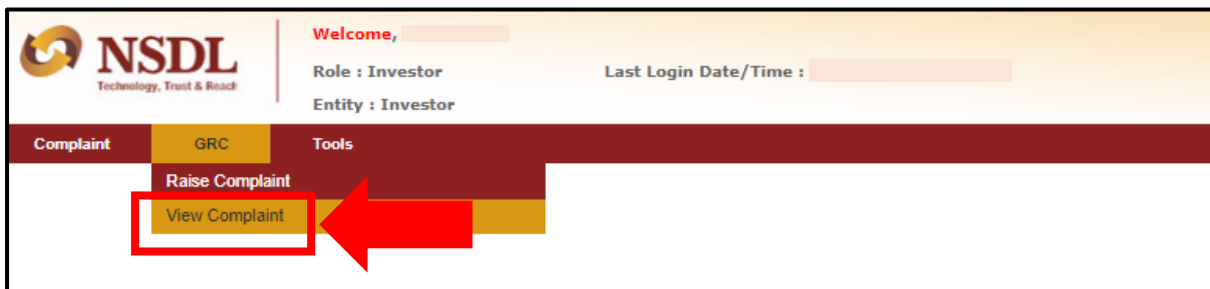 NSDL
Technology, Trust & Reach
Welcome,
Role : Investor
Last Login Date/Time :
Entity : Investor
Complaint GRC Tools
Raise Complaint
View Complaint